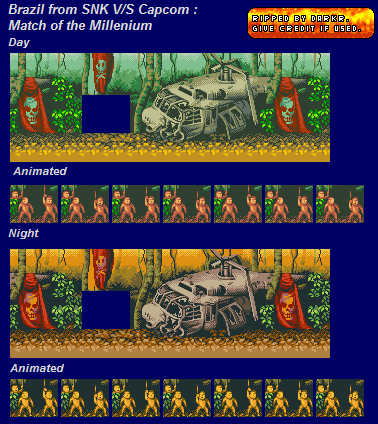 Brazil from SNK V/S Capcom :
Match of the Millenium
RIPPED BY DARKR.
GIVE CREDIT IF USED.
Day
Animated
Night
Animated